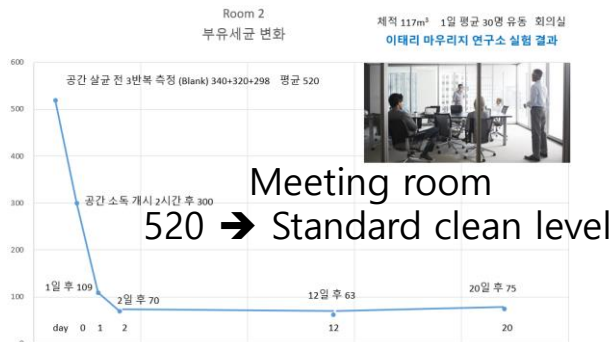 Room 2
부유세균 변화
체적 117m³ 1일 평균 30명 유동 회의실
이태리 마우리지 연구소 실험 결과
600
공간 살균 전 3반복 측정 (Blank) 340+320+298 평균 520
500
400
Meeting room
300
공간 소독 개시 2시간 후 300
520 ➔ Standard clean level
200
1일 후 109
2일 후 70
12일 후 63
20일 후 75
100
day 0 1 2 12 20